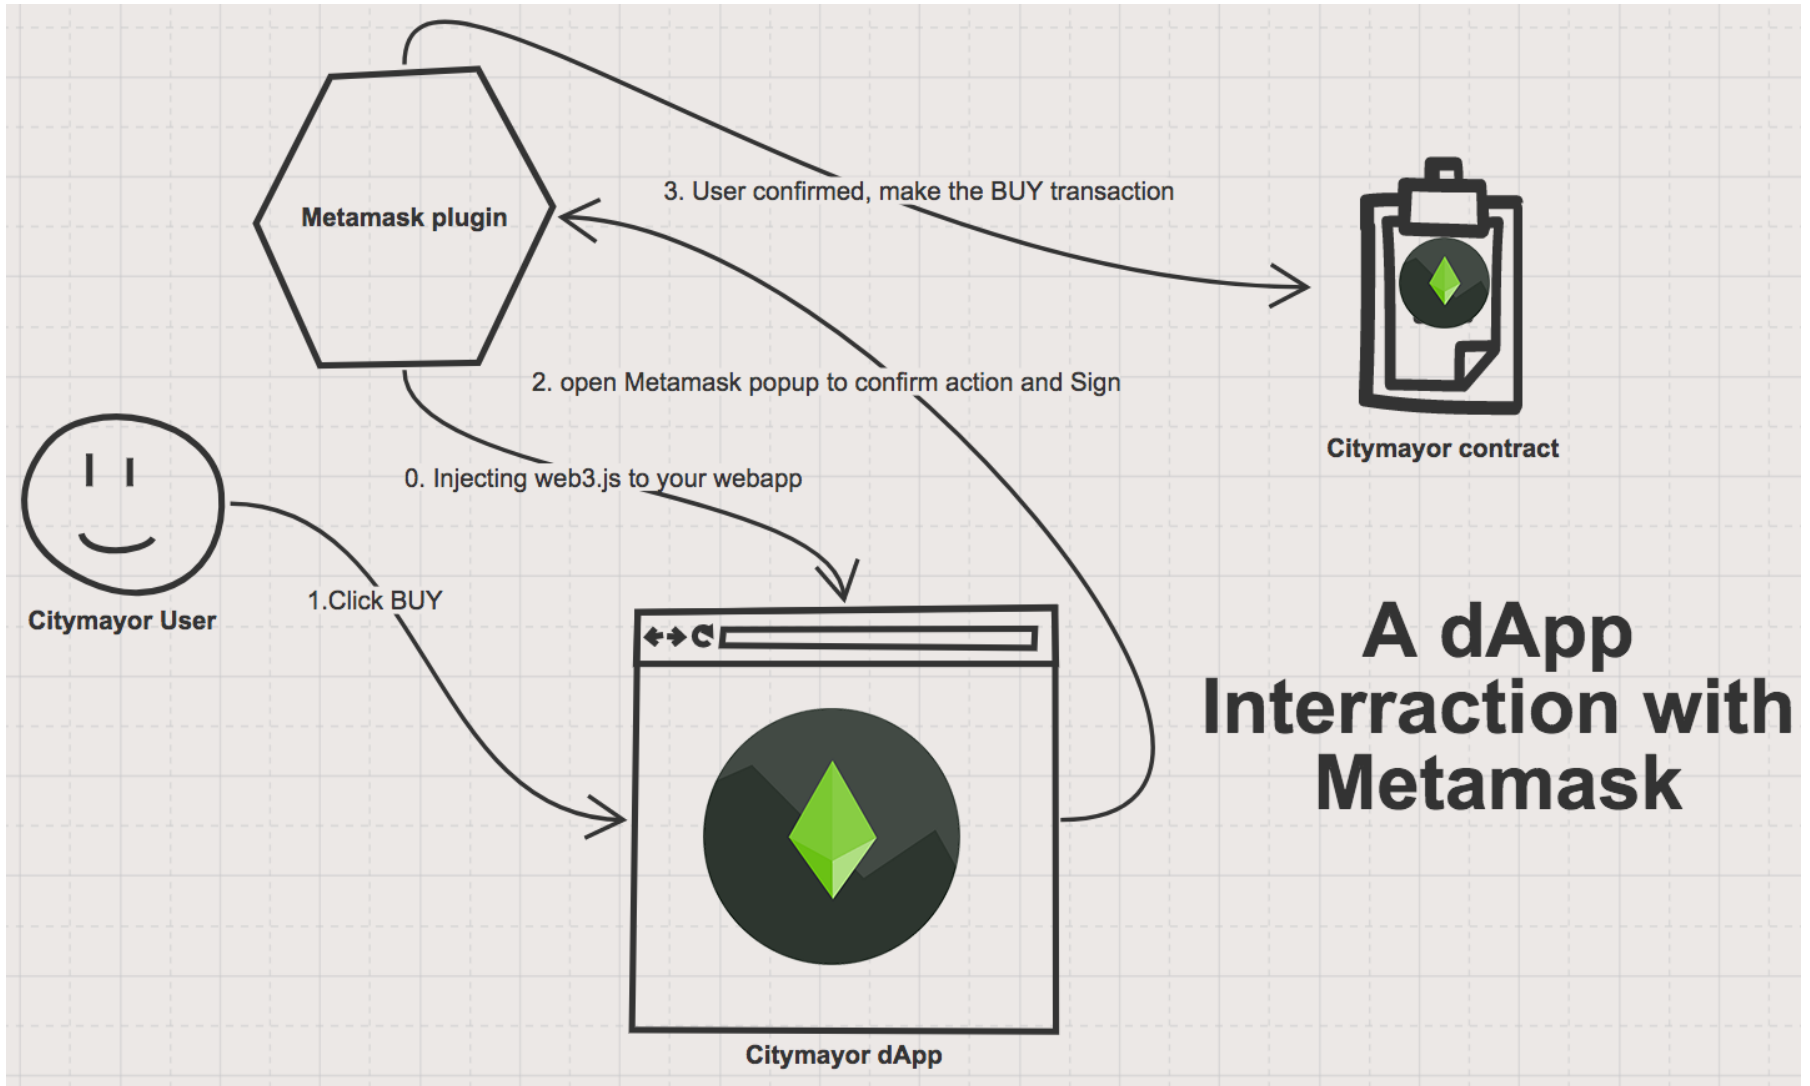 3. User confirmed, make the BUY transaction
Metamask plugin
2. open Metamask popup to confirm action and Sign
Citymayor contract
0. Injecting web3.js to your webapp
1.Click BUY
Citymayor User
A dApp
Interraction with
Metamask
Citymayor dApp